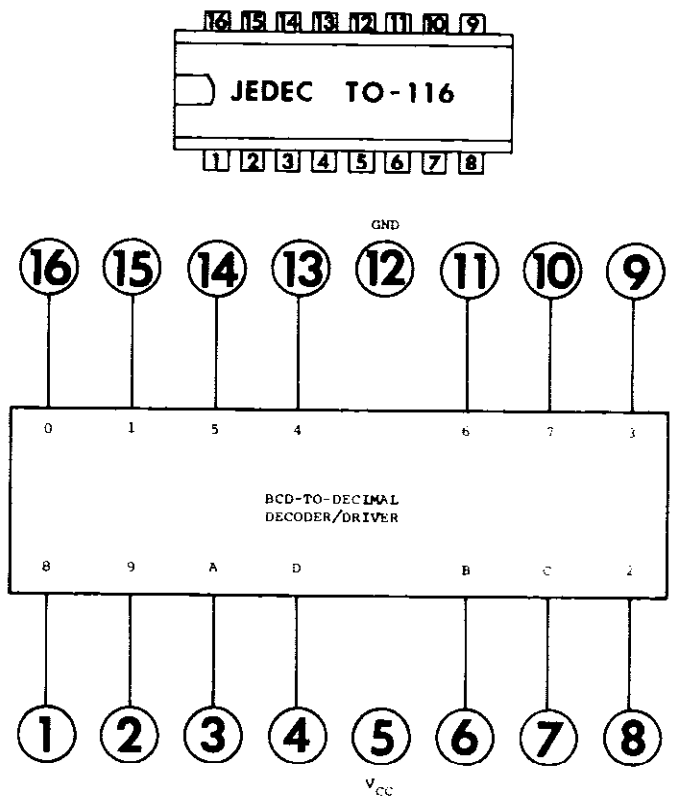 16 15 14 13 12 11 10 9
JEDEC TO-116
1 2 3 4 5 6 7 8
GND
16 15 14 13 12 11 10 9
0 1 5 4 6 7 3
BCD-TO-DECIMAL
DECODER/DRIVER
8 9 A D B C 2
1 2 3 4 5 6 7 8
VCC